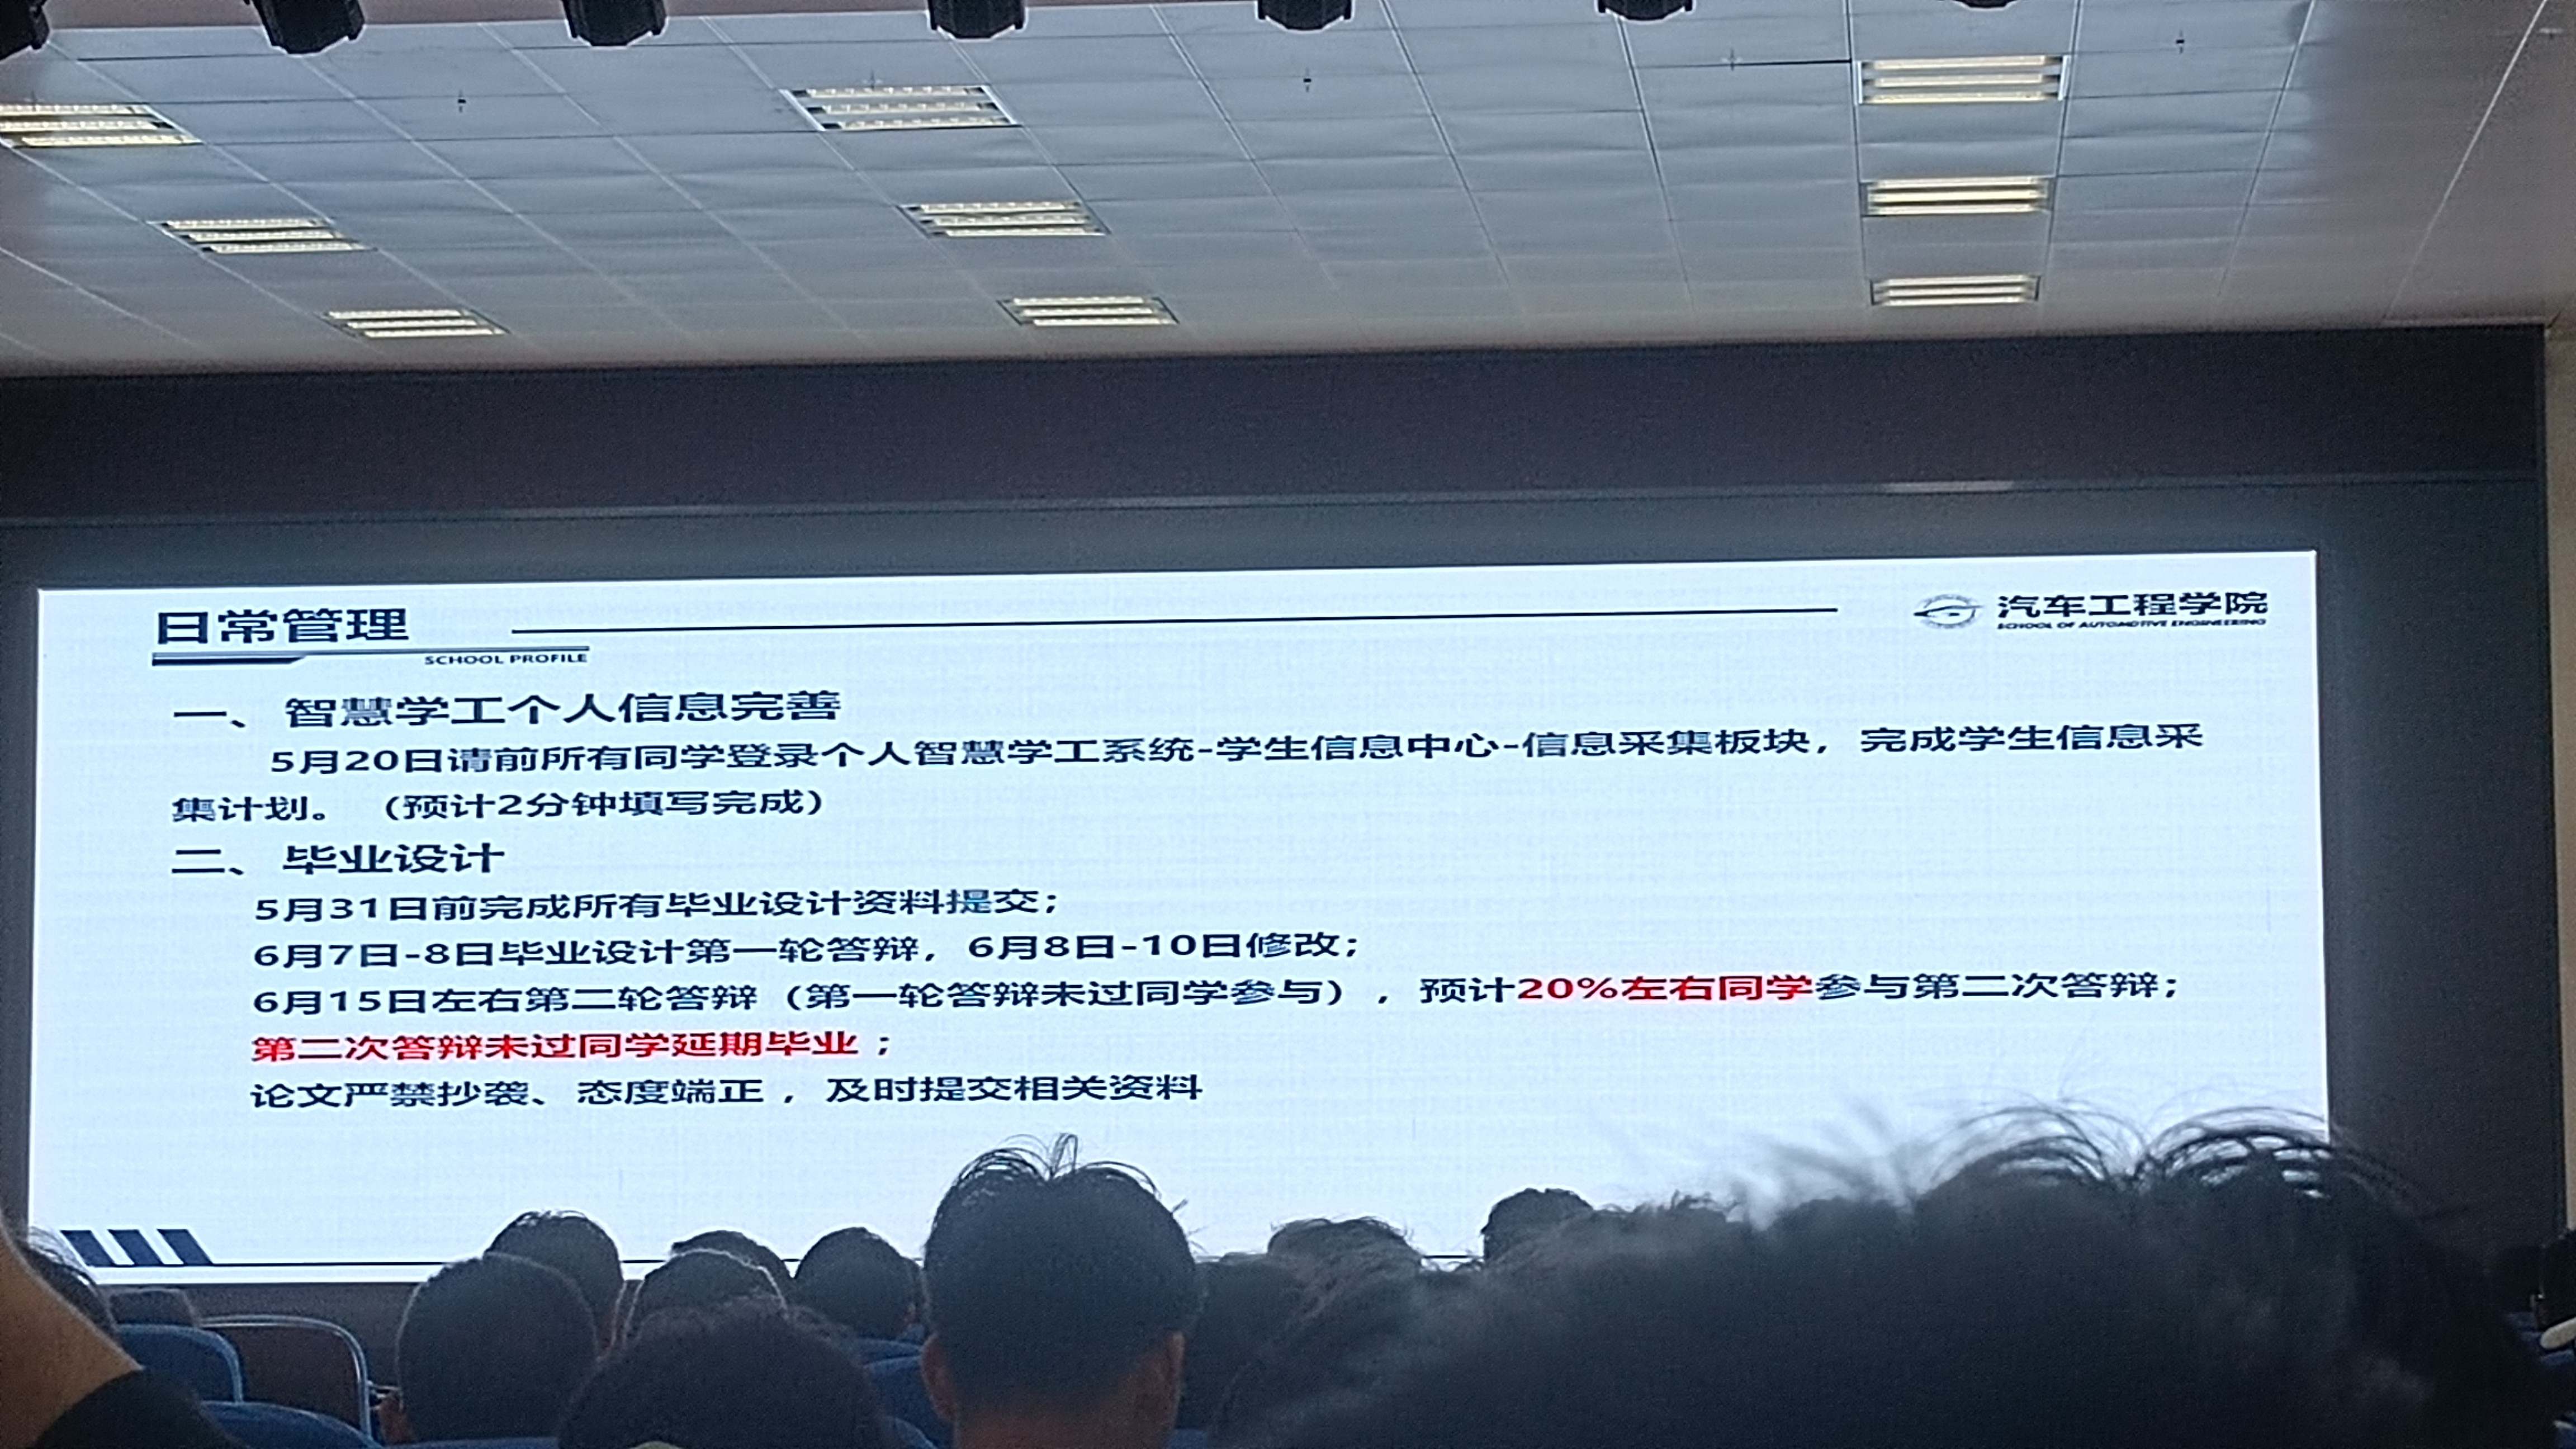 日常管理
SCHOOL PROFILE
汽车工程学院
SCHOOL OF AUTOMOTIVE ENGINEERING
一、智慧学工个人信息完善
5月20日请前所有同学登录个人智慧学工系统-学生信息中心-信息采集板块，完成学生信息采
集计划。（预计2分钟填写完成）
二、毕业设计
5月31日前完成所有毕业设计资料提交；
6月7日-8日毕业设计第一轮答辩，6月8日-10日修改；
6月15日左右第二轮答辩（第一轮答辩未过同学参与），预计20%左右同学参与第二次答辩；
第二次答辩未过同学延期毕业；
论文严禁抄袭、态度端正，及时提交相关资料